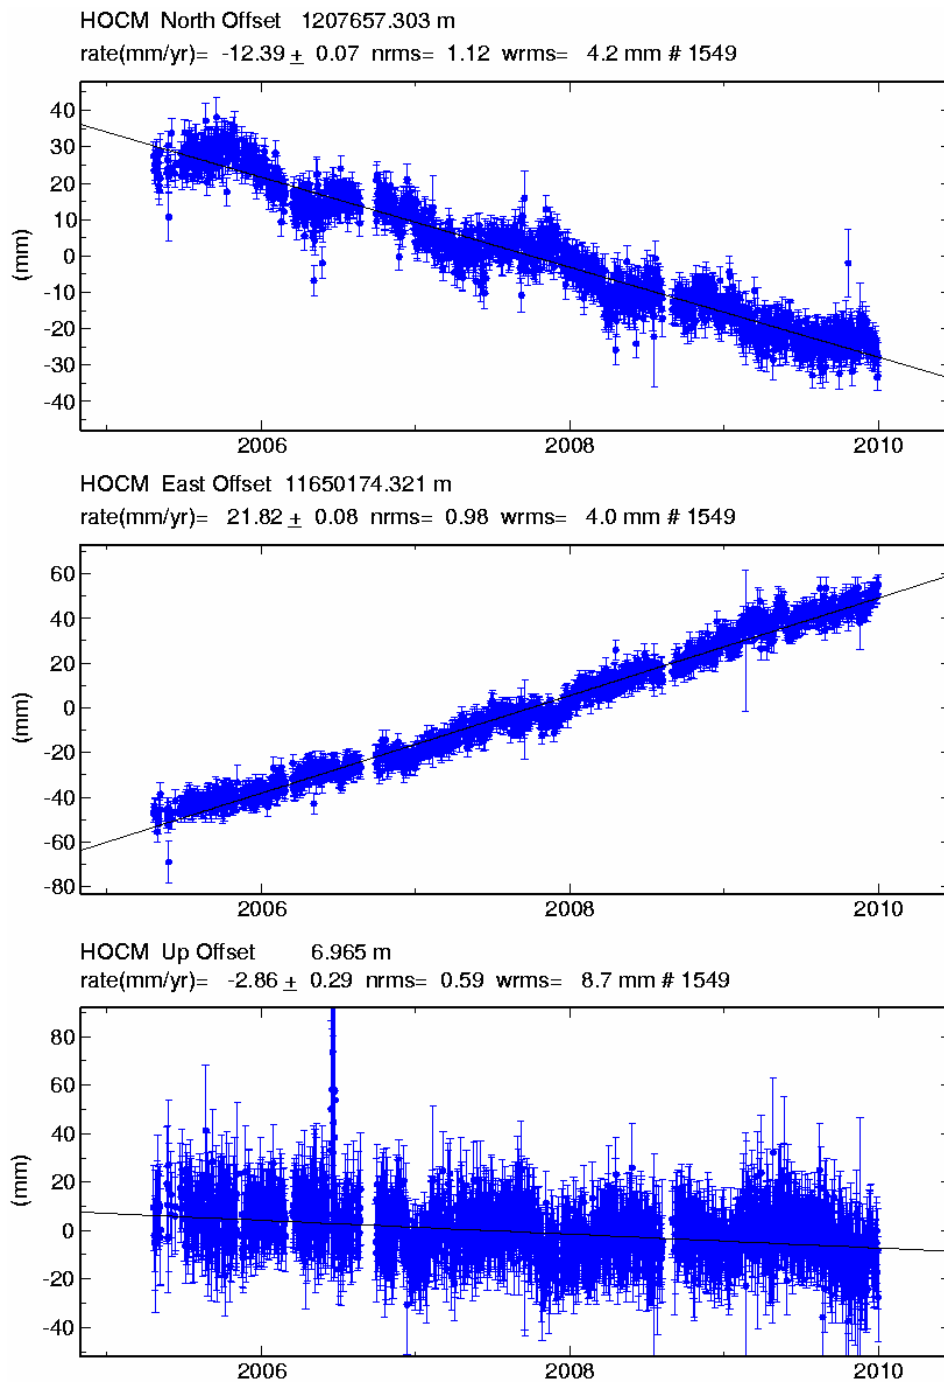 HOCM North Offset 1207657.303 m
rate(mm/yr)= -12.39 ± 0.07 nrms= 1.12 wrms= 4.2 mm # 1549
40
30
20
10
0
-10
-20
-30
-40
(mm)
2006 2008 2010
HOCM East Offset 11650174.321 m
rate(mm/yr)= 21.82 ± 0.08 nrms= 0.98 wrms= 4.0 mm # 1549
60
40
20
0
-20
-40
-60
-80
(mm)
2006 2008 2010
HOCM Up Offset 6.965 m
rate(mm/yr)= -2.86 ± 0.29 nrms= 0.59 wrms= 8.7 mm # 1549
80
60
40
20
0
-20
-40
(mm)
2006 2008 2010